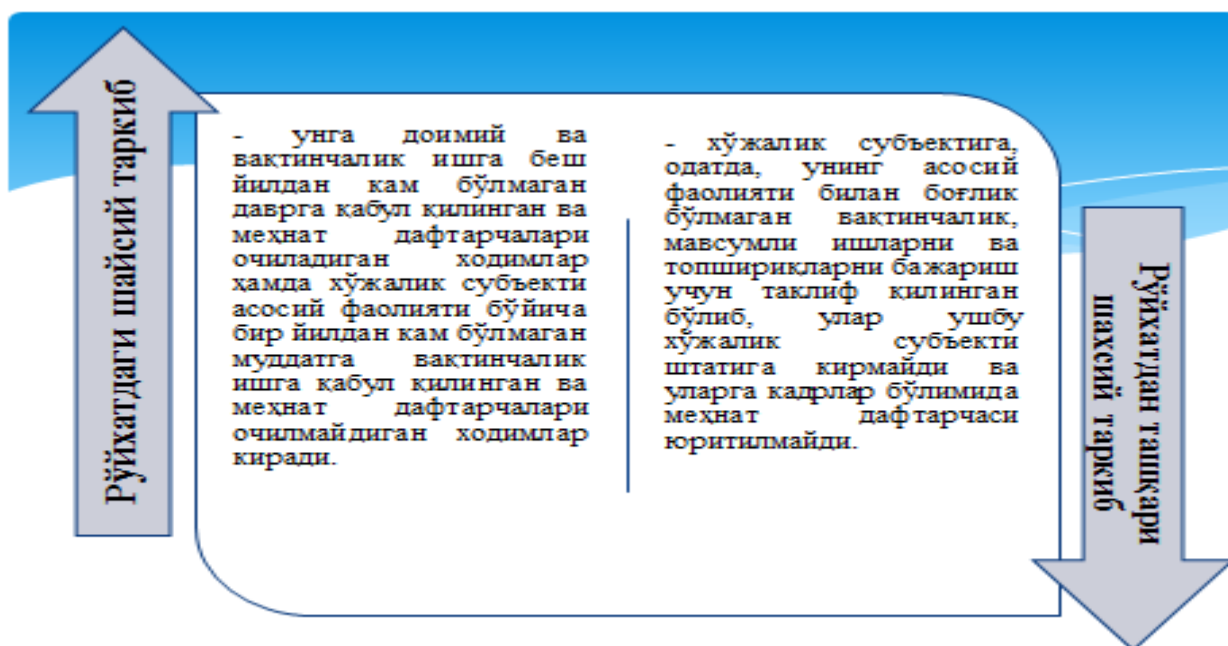 Рўйхатдаги шайсий таркиб
- унга доимий ва
вақтинчалик ишга беш
йилдан кам бўлмаган
даврга қабул қилинган ва
меҳнат дафтарчалари
очиладиган ходимлар
ҳамда хўжалик субъекти
асосий фаолияти бўйича
бир йилдан кам бўлмаган
муддатга вақтинчалик
ишга қабул қилинган ва
меҳнат дафтарчалари
очилмайдиган ходимлар
киради.
- хўжалик субъектига,
одатда, унинг асосий
фаолияти билан боғлик
бўлмаган вақтинчалик,
мавсумли ишларни ва
топшириқларни бажариш
учун таклиф қилинган
бўлиб, улар ушбу
хўжалик субъекти
штатига кирмайди ва
уларга кадрлар бўлимида
меҳнат дафтарчаси
юритилмайди.
Рўйхатдан ташқари
шахсий таркиб